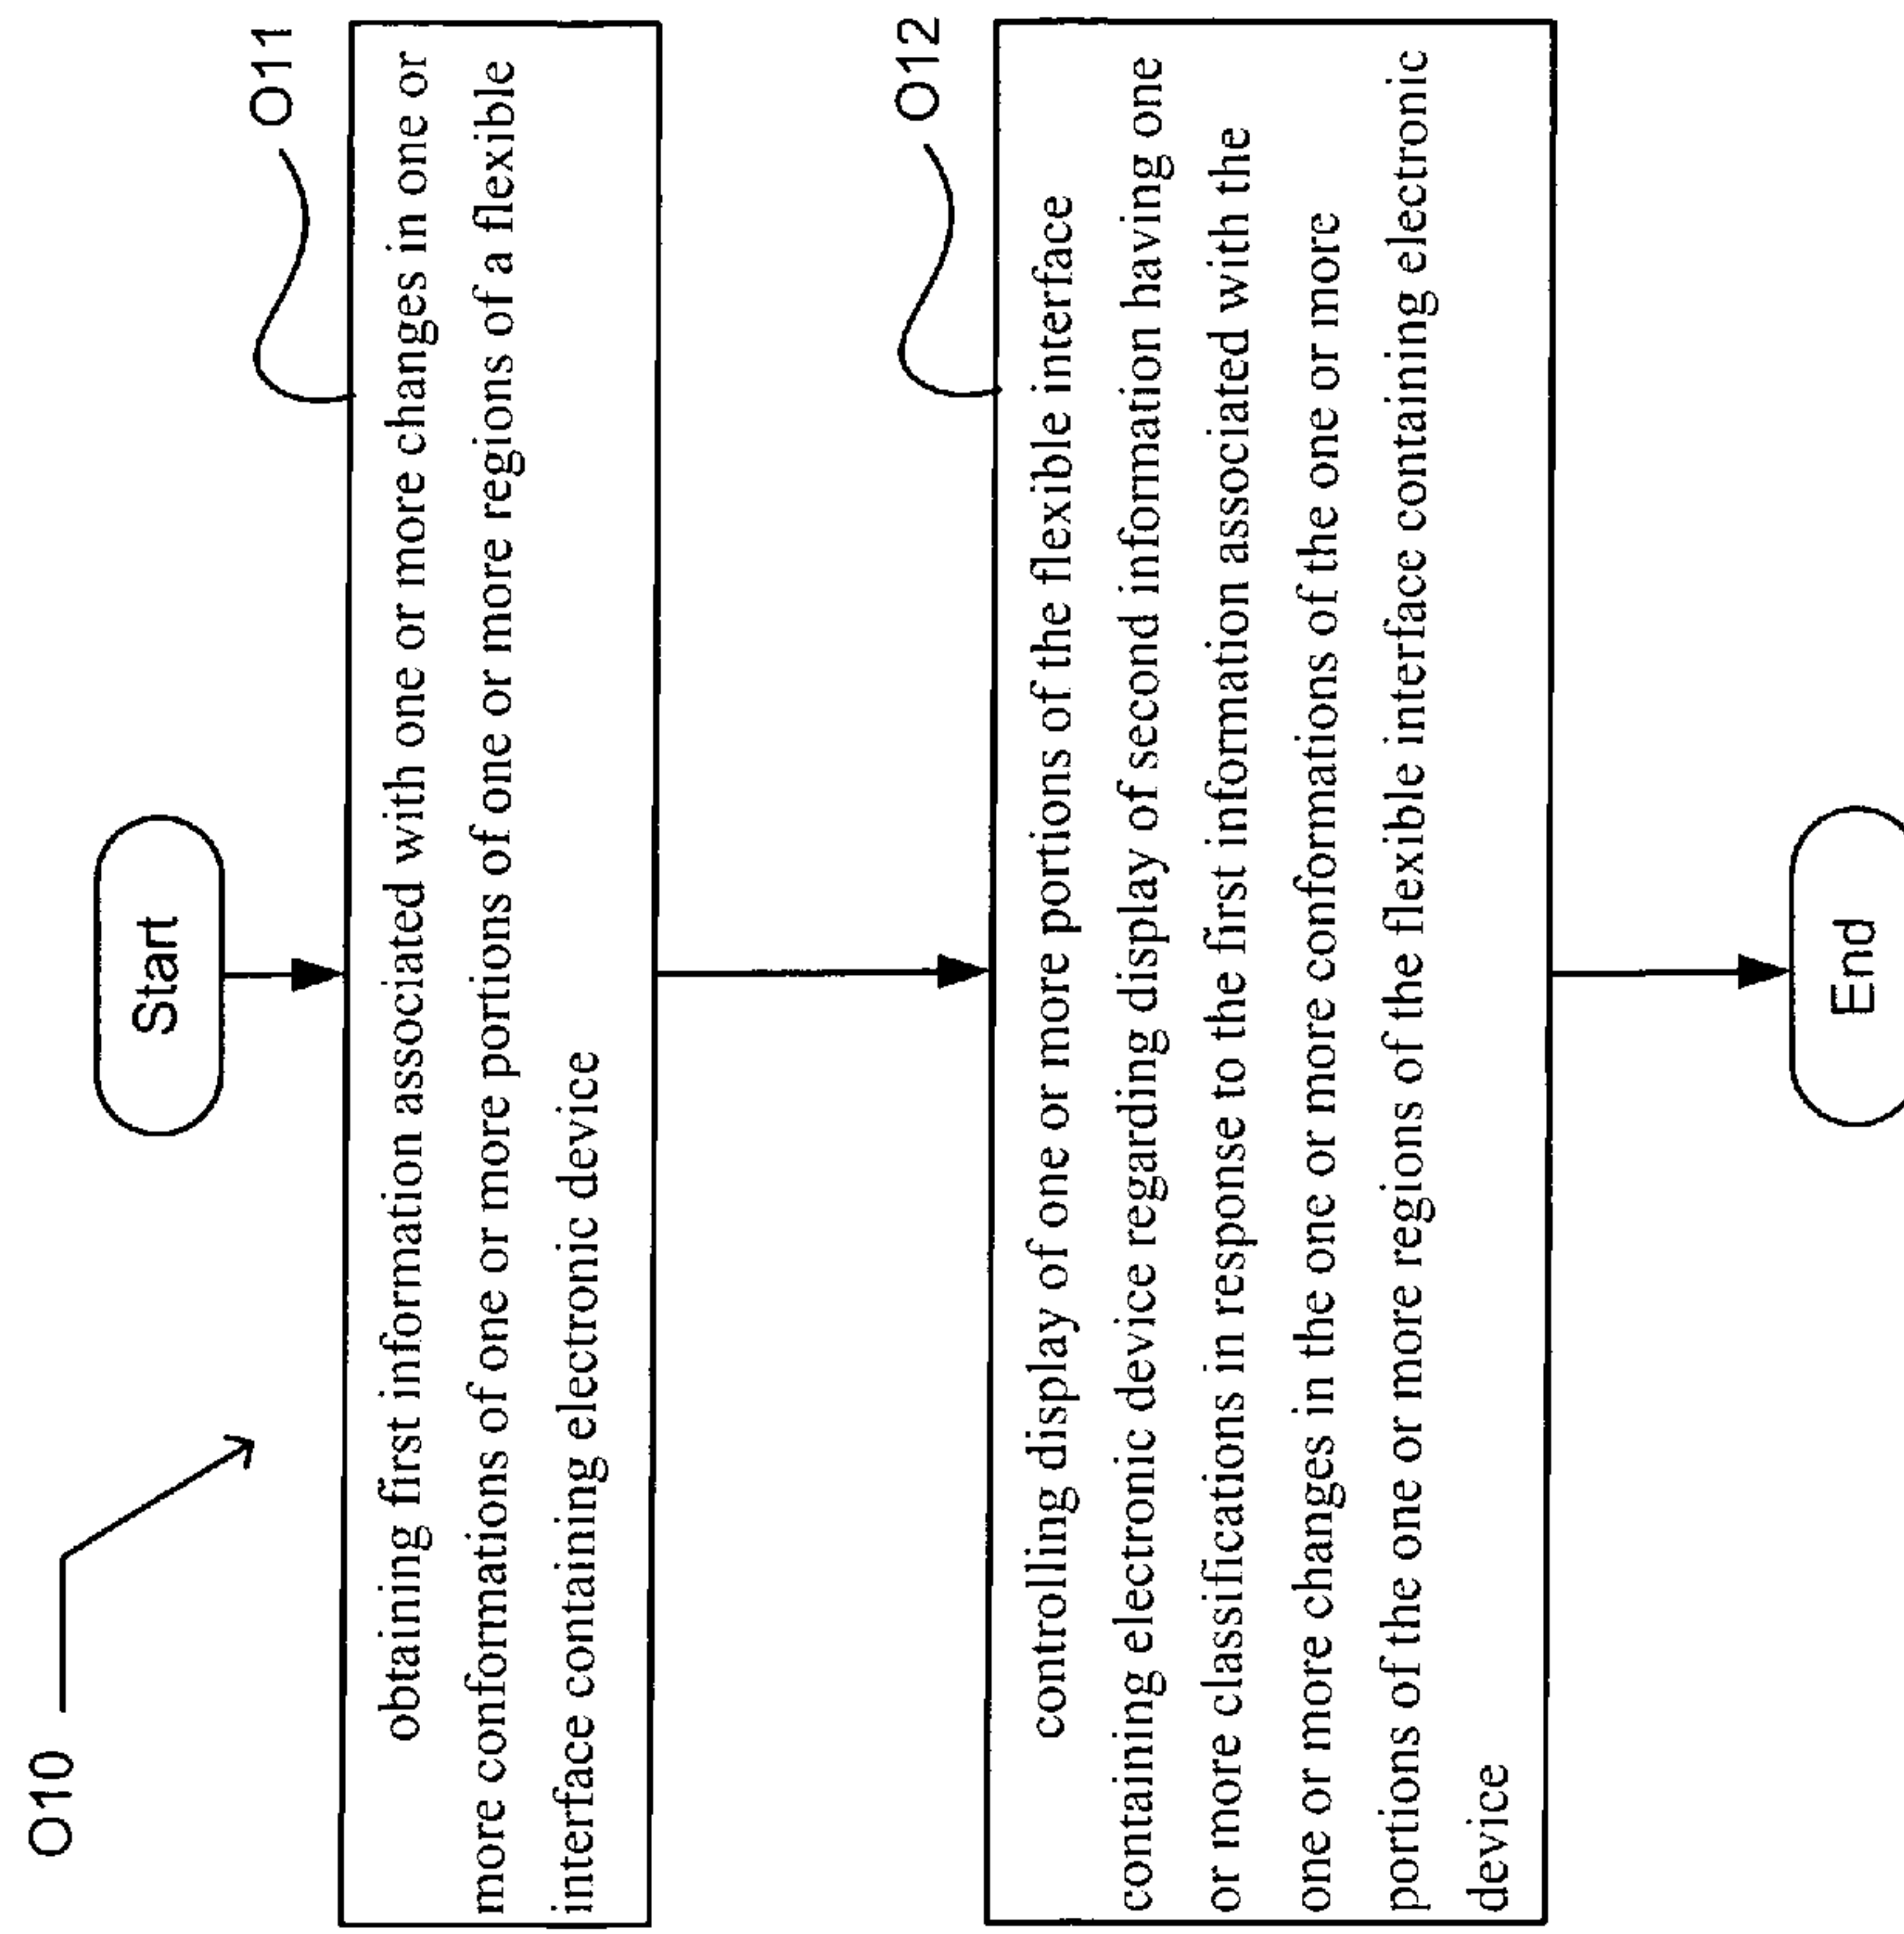 O10
Start
O11
obtaining first information associated with one or more changes in one or
more conformations of one or more portions of one or more regions of a flexible
interface containing electronic device
O12
controlling display of one or more portions of the flexible interface
containing electronic device regarding display of second information having one
or more classifications in response to the first information associated with the
one or more changes in the one or more conformations of the one or more
portions of the one or more regions of the flexible interface containing electronic
device
End